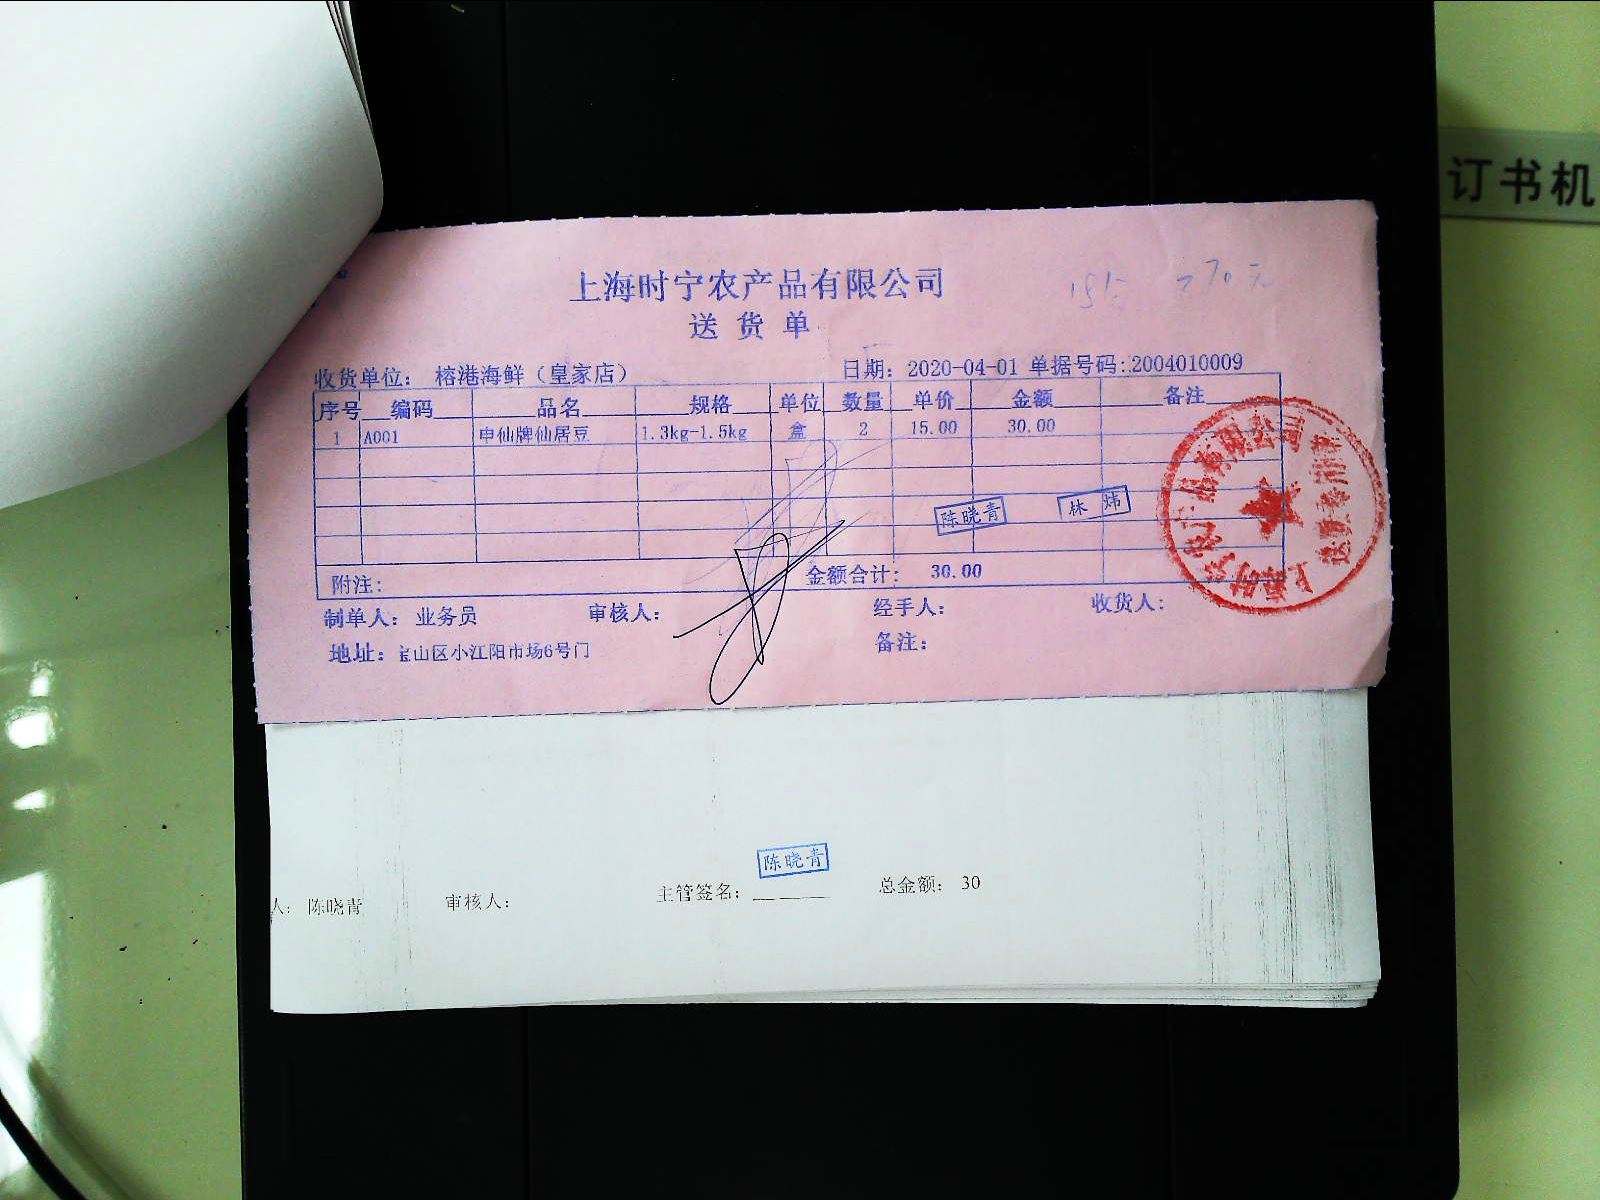 订书机
上海时宁农产品有限公司
送货单
收货单位： 榕港海鲜（皇家店） 日期： 2020-04-01 单据号码：2004010009
序号 编码 品名 规格 单位 数量 单价 金额 备注
1 A001 申仙牌仙居豆 1.3kg-1.5kg 盒 2 15.00 30.00
陈晓青 林炜
附注： 金额合计： 30.00
制单人： 业务员 审核人： 经手人： 收货人：
地址：宝山区小江阳市场6号门 备注：
陈晓青
人： 陈晓青 审核人： 主管签名： 总金额： 30